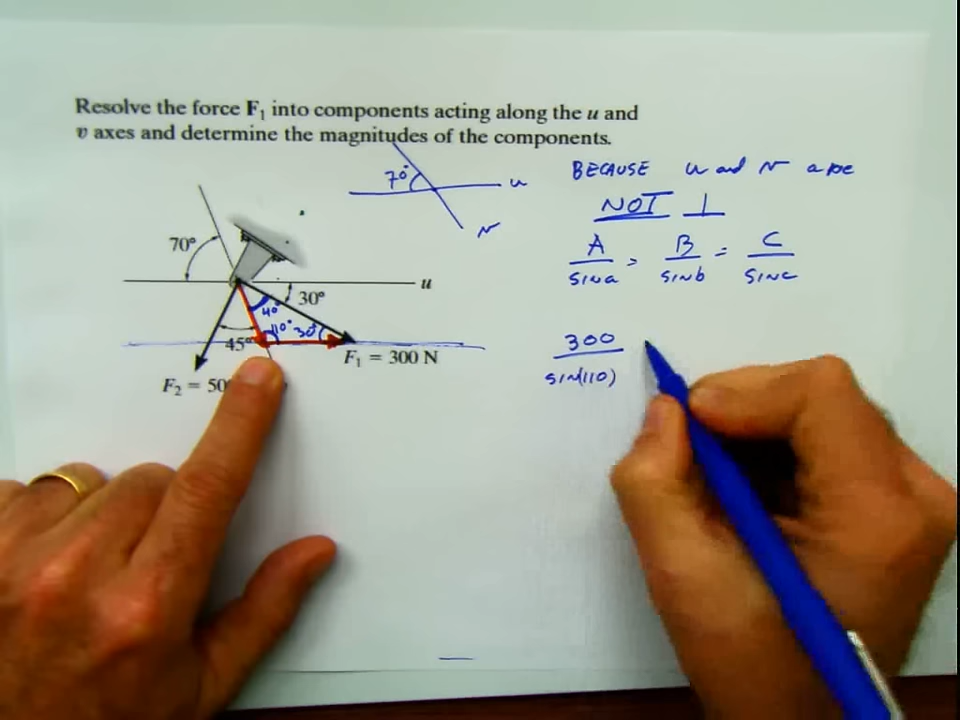 Resolve the force F₁ into components acting along the u and
v axes and determine the magnitudes of the components.
70°
u
v
BECAUSE u and v are
NOT ⊥
A/sin a = B/sin b = C/sin c
70°
u
30°
40°
110° 30°
45°
F₁ = 300 N
F₂ = 50
300/sin(110)